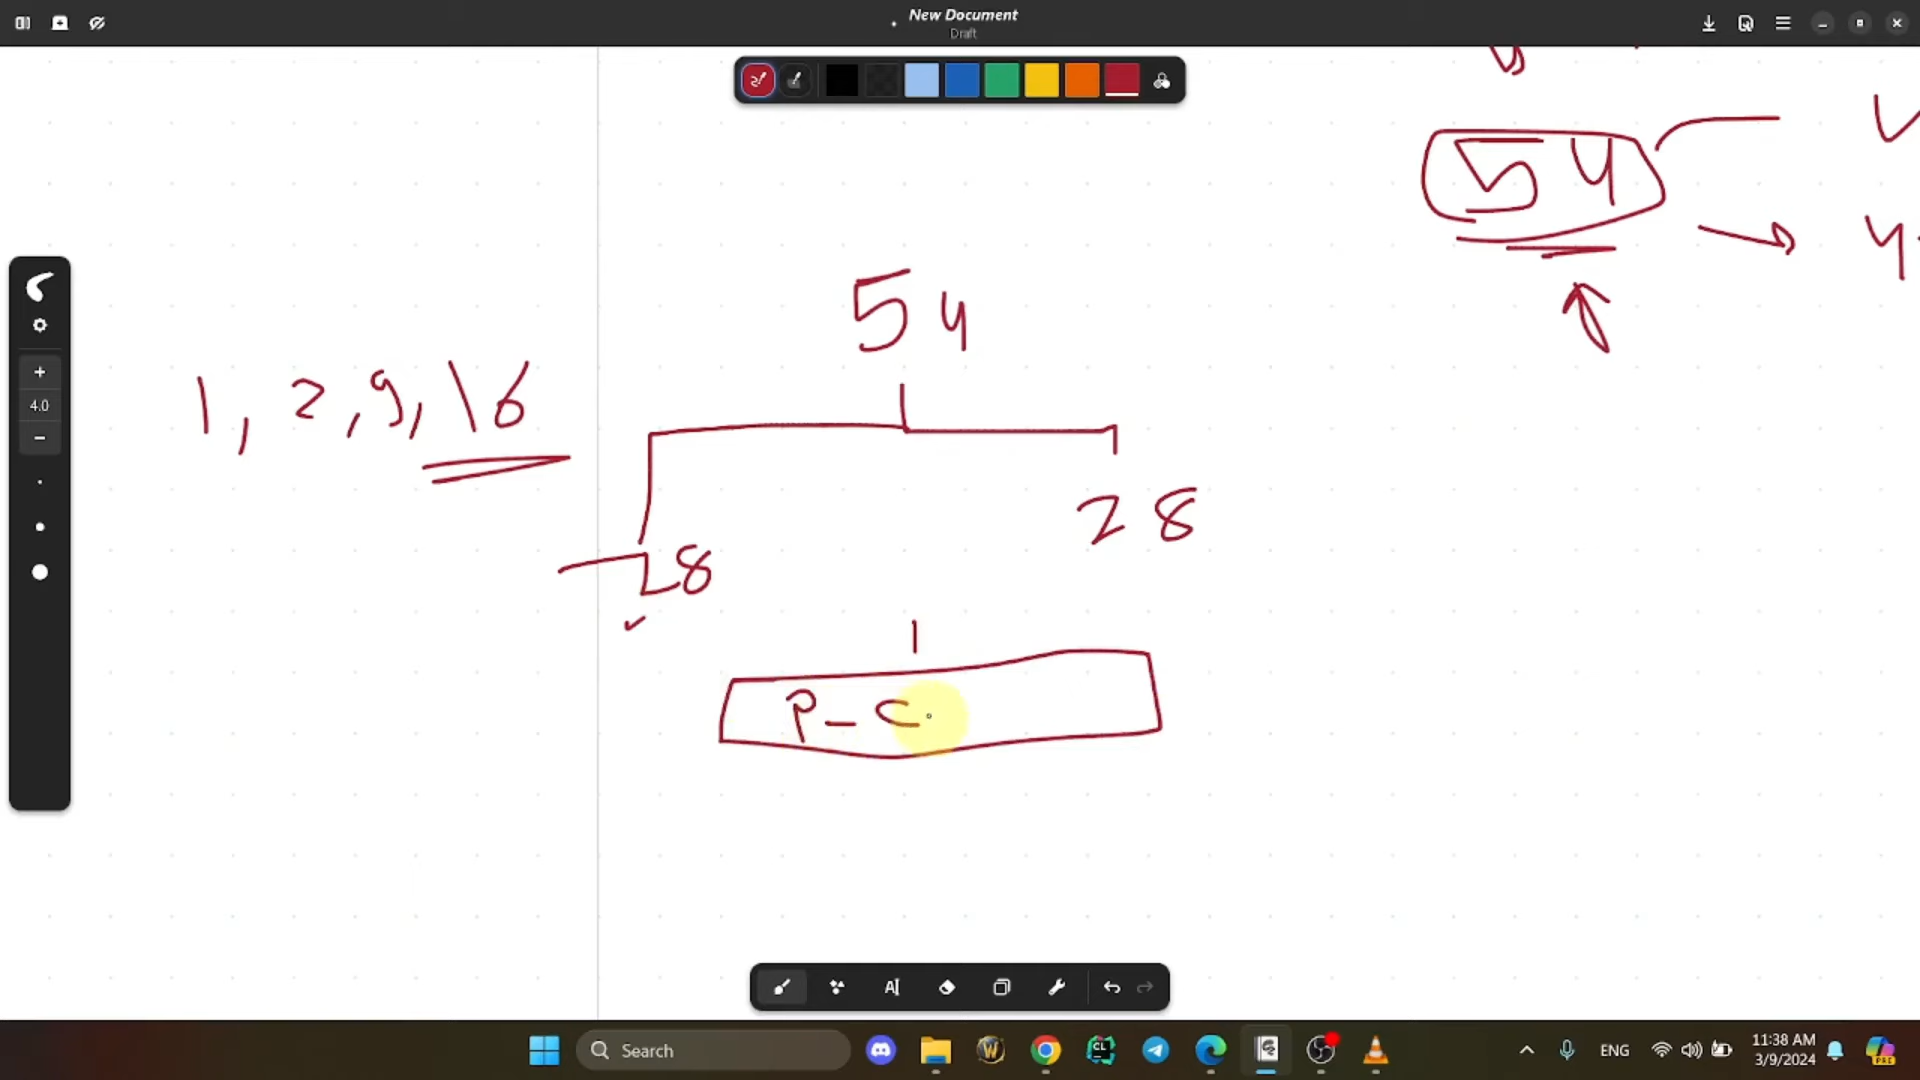 New Document
Draft
54
54
1, 2, 9, 16
28
28
P-C
4.0
Search
ENG
11:38 AM
3/9/2024